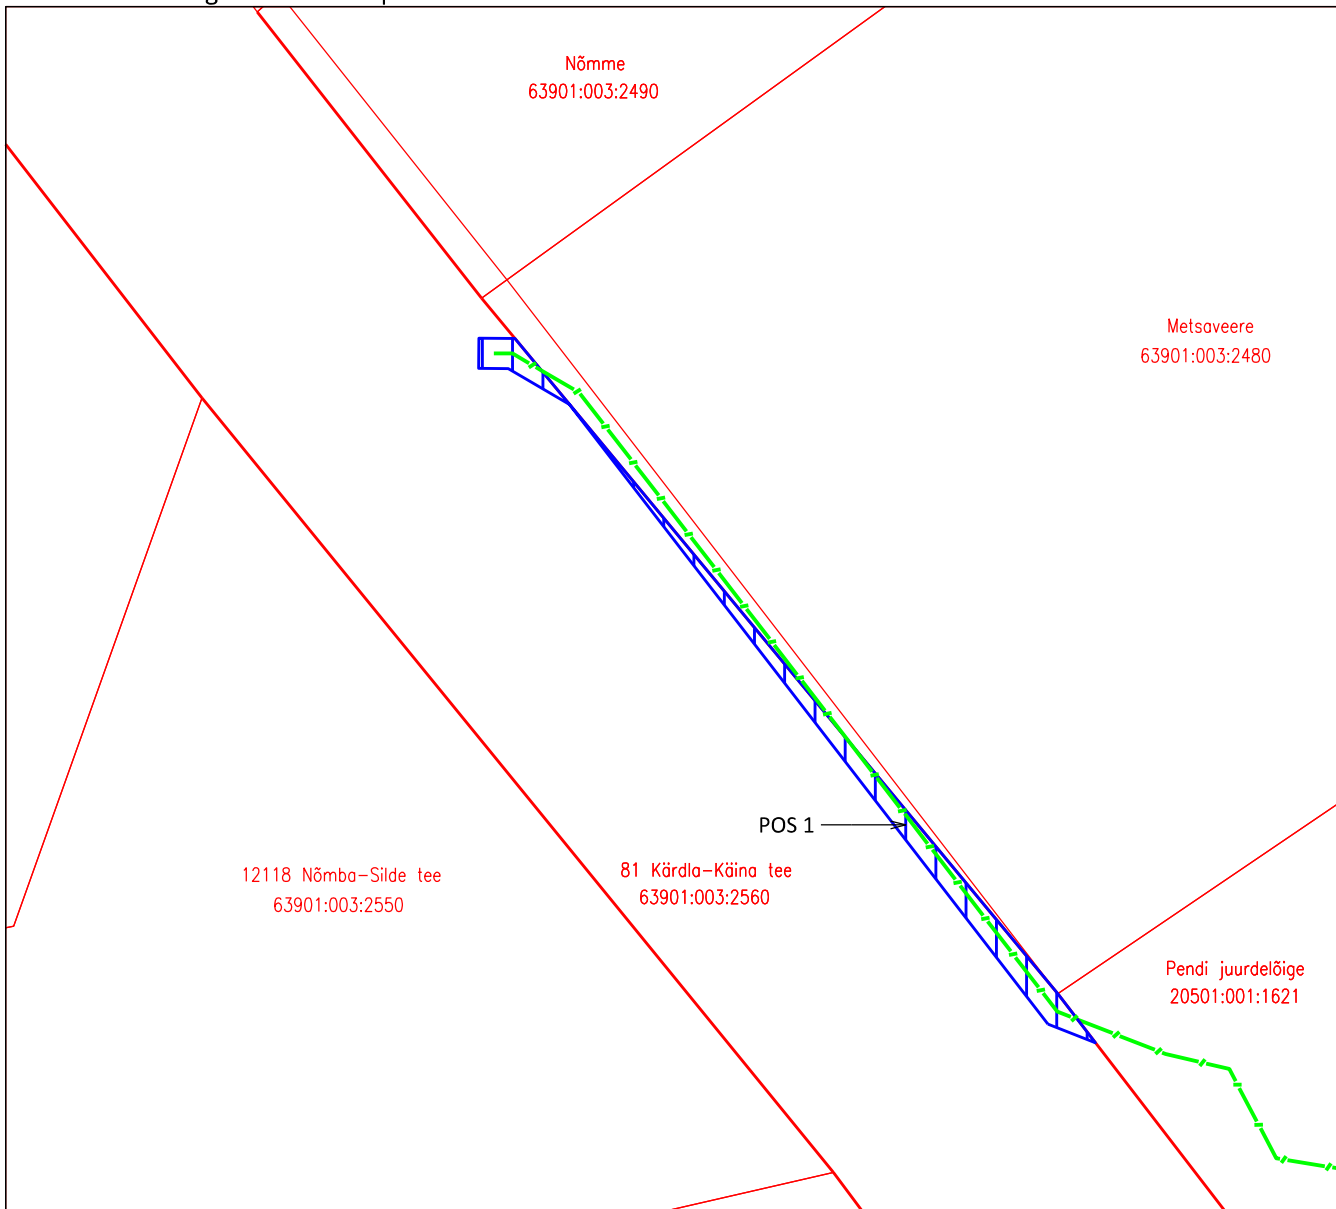 Nõmme
63901:003:2490
Metsaveere
63901:003:2480
POS 1
81 Kärdla-Käina tee
63901:003:2560
12118 Nõmba-Silde tee
63901:003:2550
Pendi juurdelõige
20501:001:1621